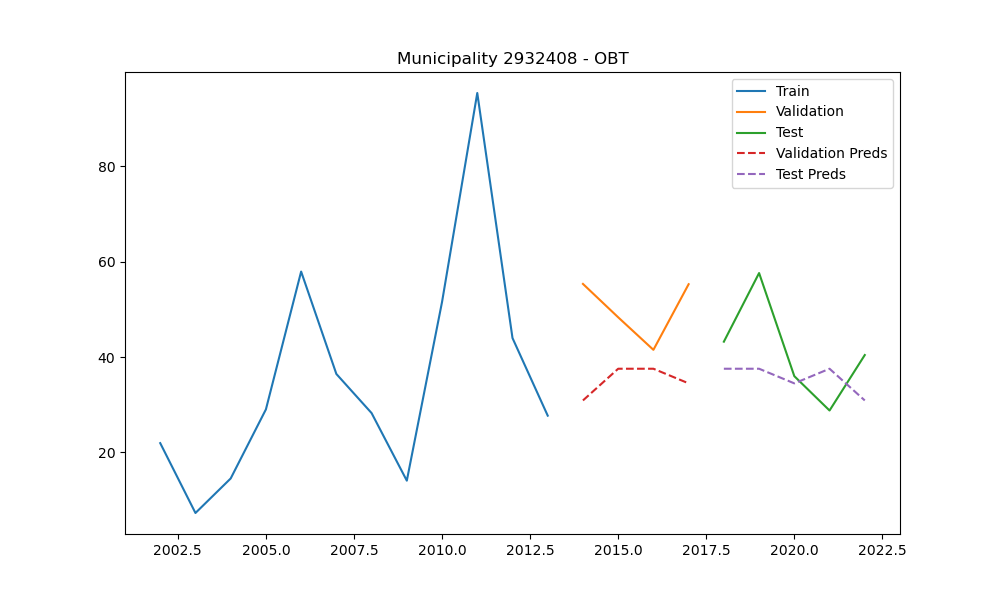 Municipality 2932408 - OBT
Train
Validation
Test
Validation Preds
Test Preds
80
60
40
20
2002.5 2005.0 2007.5 2010.0 2012.5 2015.0 2017.5 2020.0 2022.5